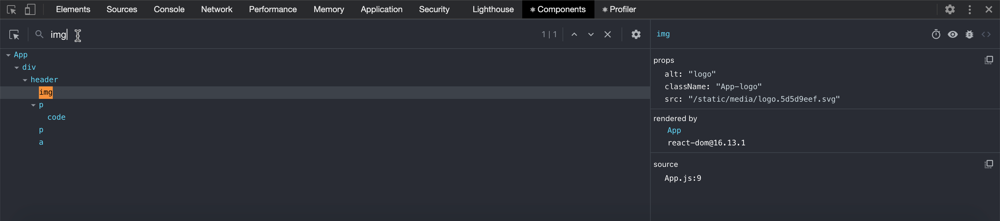 Elements Sources Console Network Performance Memory Application Security Lighthouse Components Profiler
img 1 | 1
App
div
header
img
p
code
p
a
img
props
alt: "logo"
className: "App-logo"
src: "/static/media/logo.5d5d9eef.svg"
rendered by
App
react-dom@16.13.1
source
App.js:9